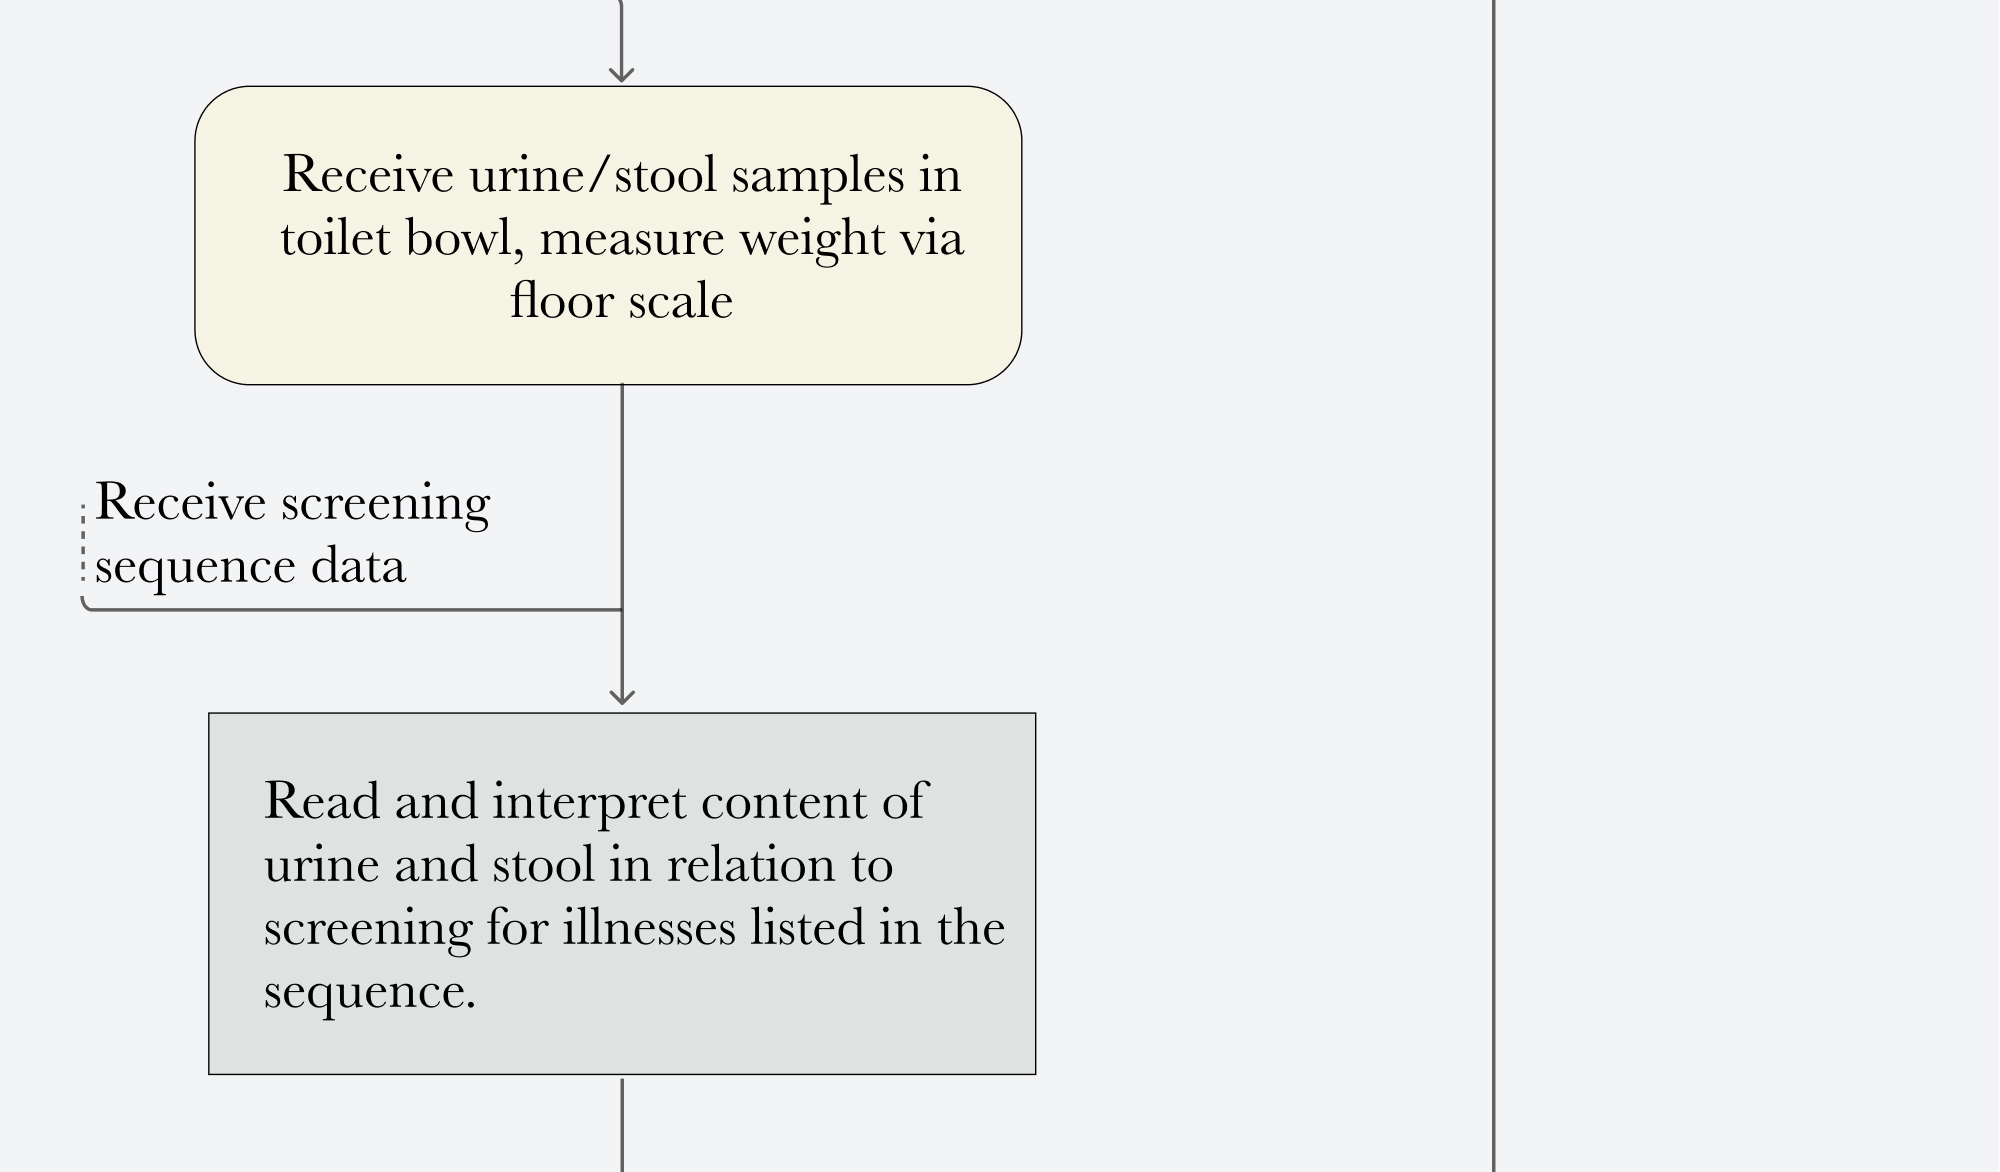 Receive urine/stool samples in
toilet bowl, measure weight via
floor scale
Receive screening
sequence data
Read and interpret content of
urine and stool in relation to
screening for illnesses listed in the
sequence.